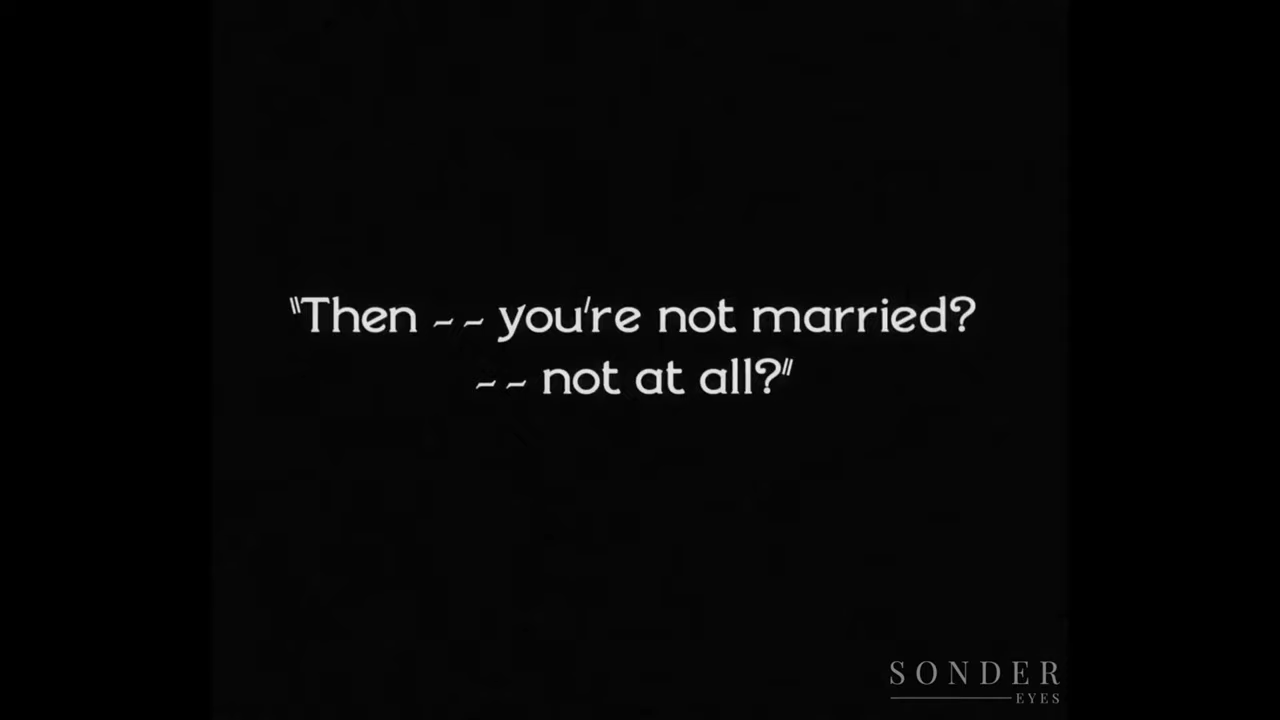 "Then -- you're not married?
-- not at all?"
SONDER
EYES